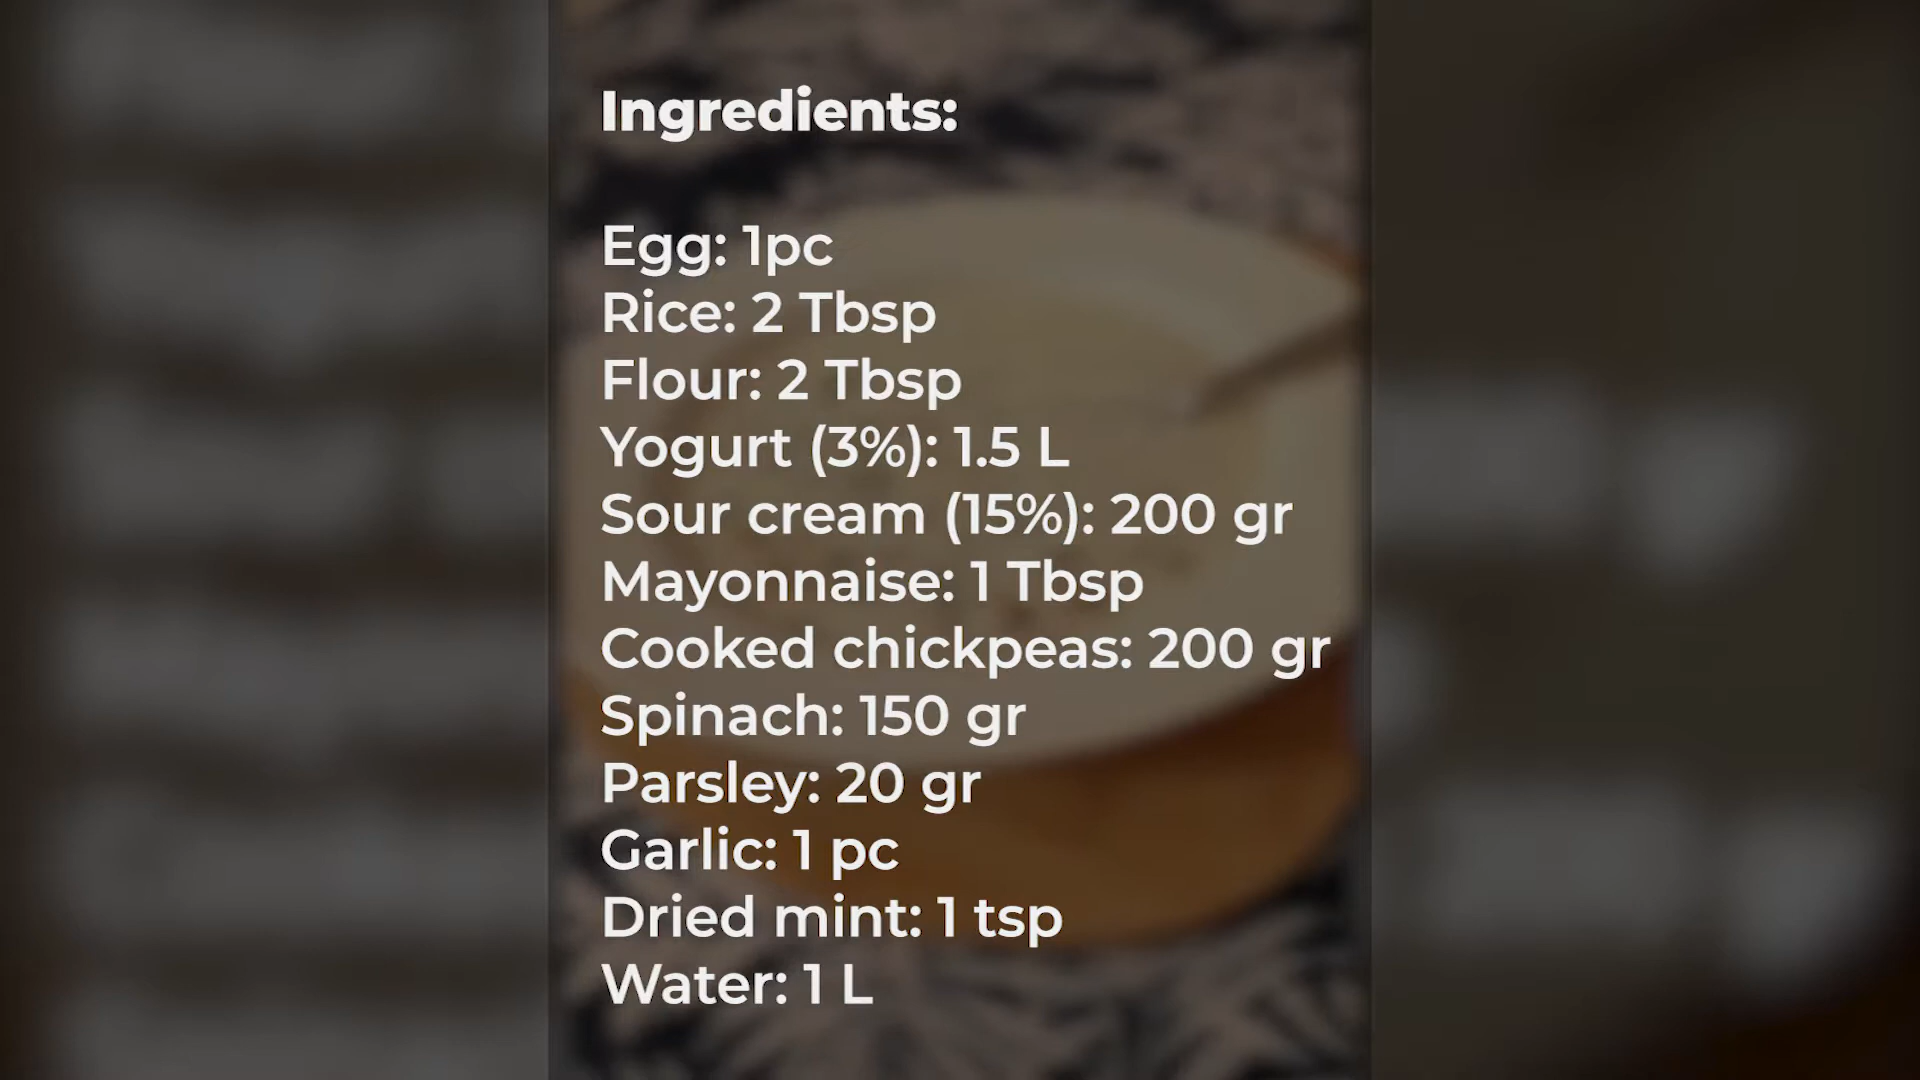 Ingredients:
Egg: 1pc
Rice: 2 Tbsp
Flour: 2 Tbsp
Yogurt (3%): 1.5 L
Sour cream (15%): 200 gr
Mayonnaise: 1 Tbsp
Cooked chickpeas: 200 gr
Spinach: 150 gr
Parsley: 20 gr
Garlic: 1 pc
Dried mint: 1 tsp
Water: 1 L